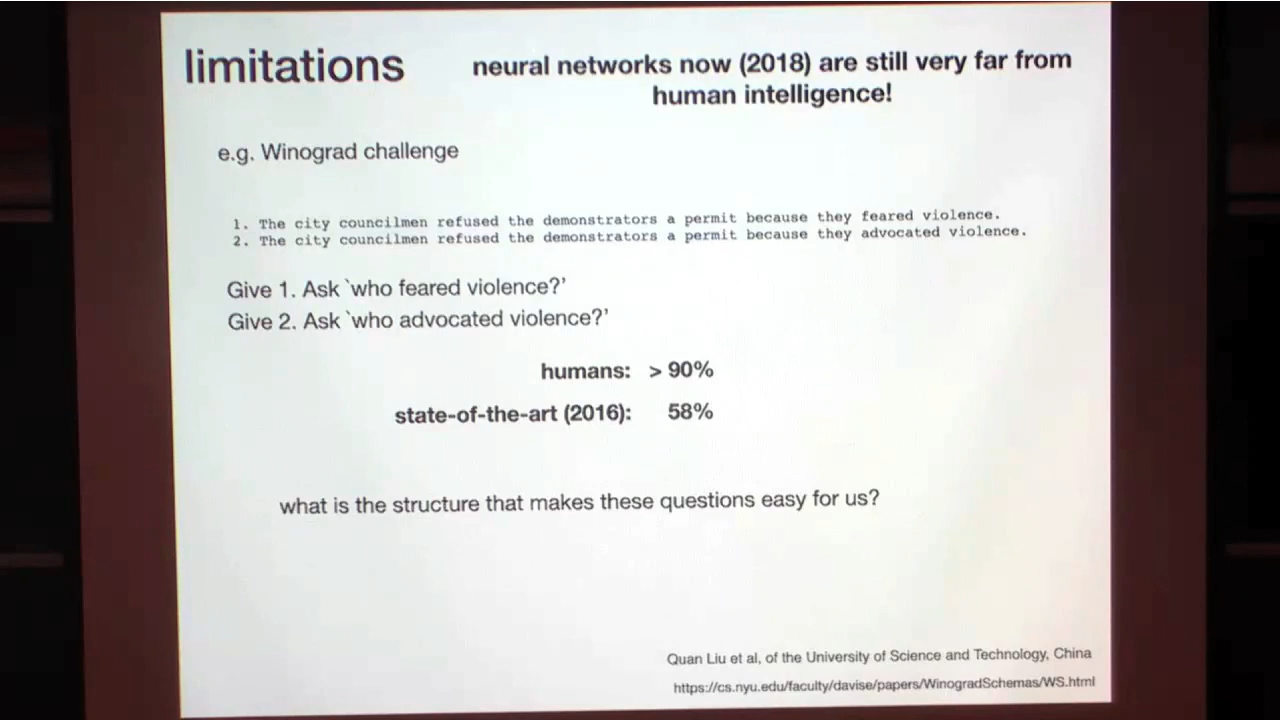 limitations
neural networks now (2018) are still very far from
human intelligence!
e.g. Winograd challenge
1. The city councilmen refused the demonstrators a permit because they feared violence.
2. The city councilmen refused the demonstrators a permit because they advocated violence.
Give 1. Ask `who feared violence?’
Give 2. Ask `who advocated violence?’
humans: > 90%
state-of-the-art (2016): 58%
what is the structure that makes these questions easy for us?
Quan Liu et al, of the University of Science and Technology, China
https://cs.nyu.edu/faculty/davise/papers/WinogradSchemas/WS.html